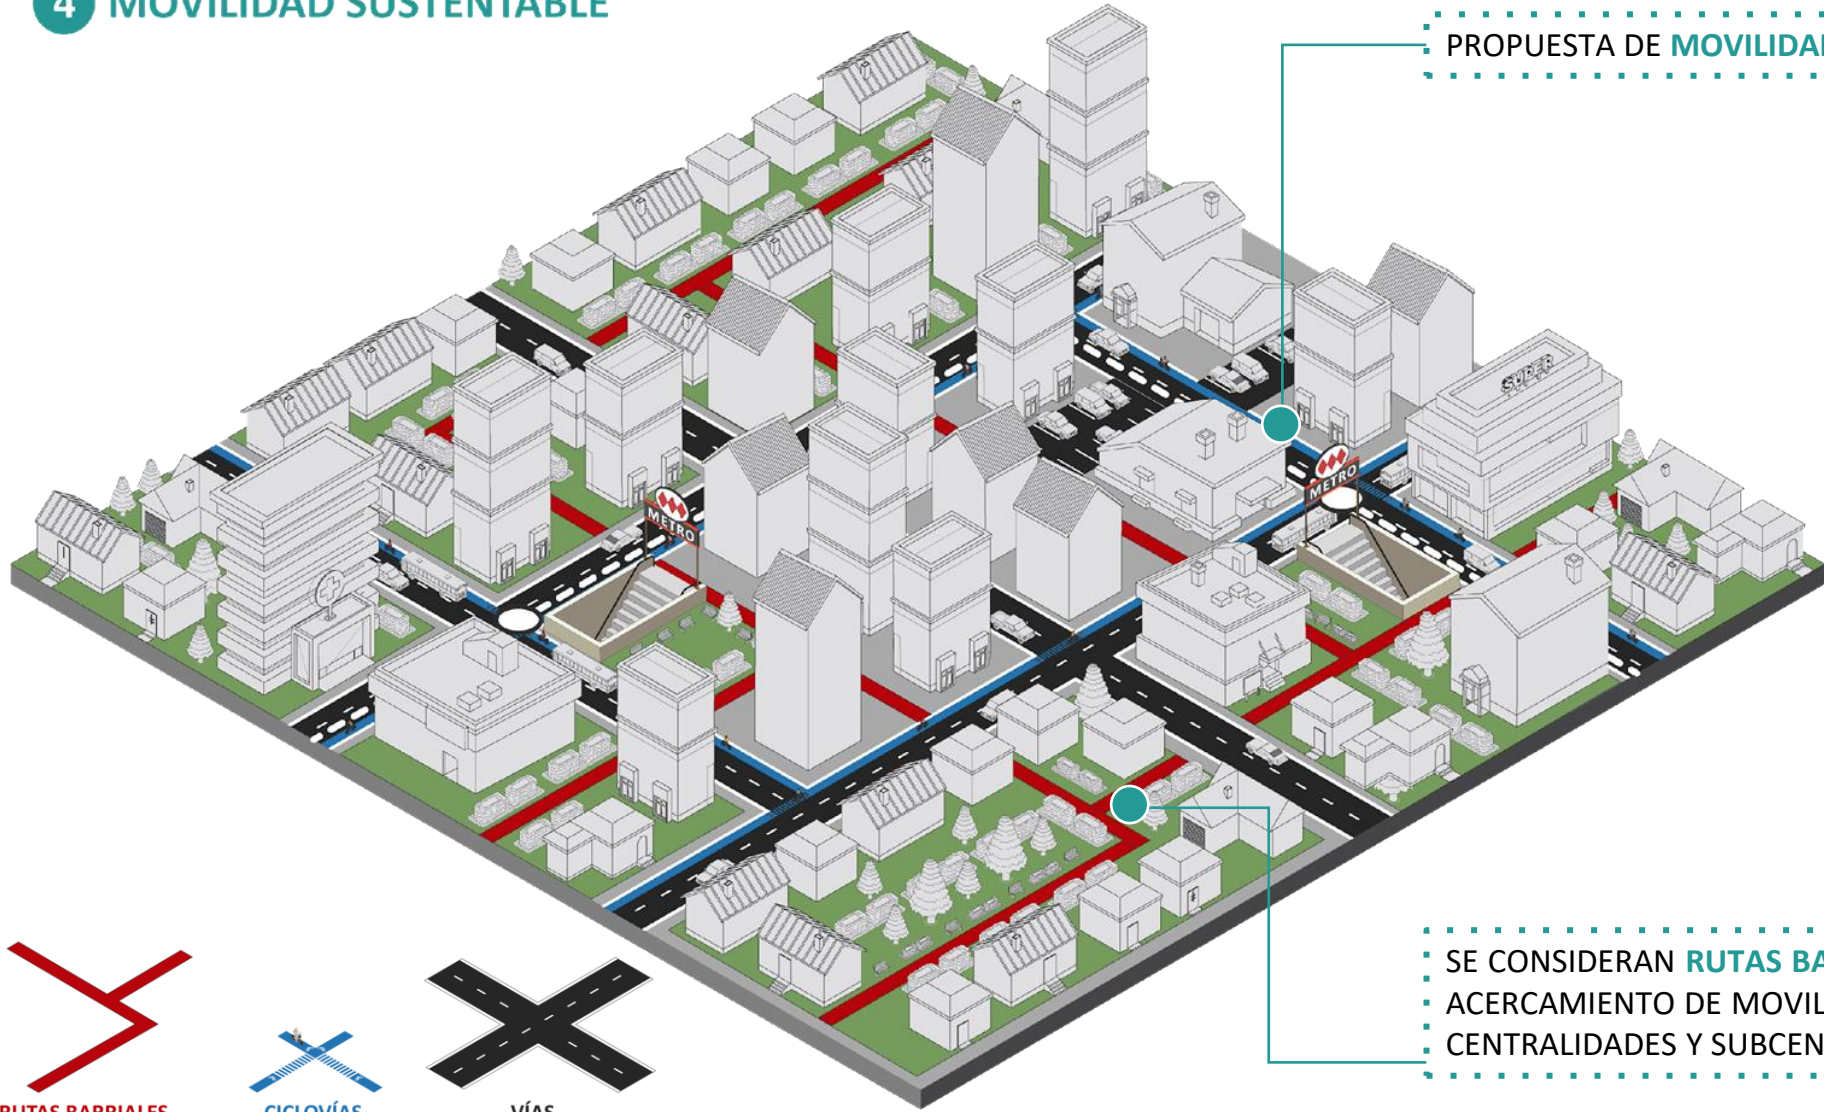 4 MOVILIDAD SUSTENTABLE
PROPUESTA DE MOVILIDAD
SUPER
METRO
METRO
SE CONSIDERAN RUTAS BA
ACERCAMIENTO DE MOVIL
CENTRALIDADES Y SUBCEN
RUTAS BARRIALES
CICLOVÍAS
VÍAS